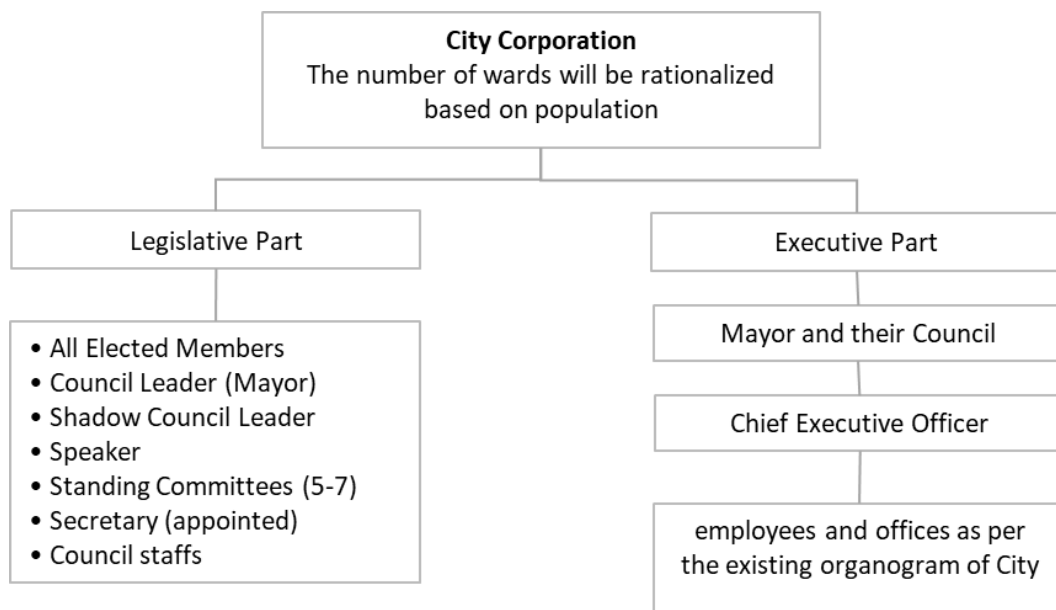 City Corporation
The number of wards will be rationalized
based on population
Legislative Part
• All Elected Members
• Council Leader (Mayor)
• Shadow Council Leader
• Speaker
• Standing Committees (5-7)
• Secretary (appointed)
• Council staffs
Executive Part
Mayor and their Council
Chief Executive Officer
employees and offices as per
the existing organogram of City